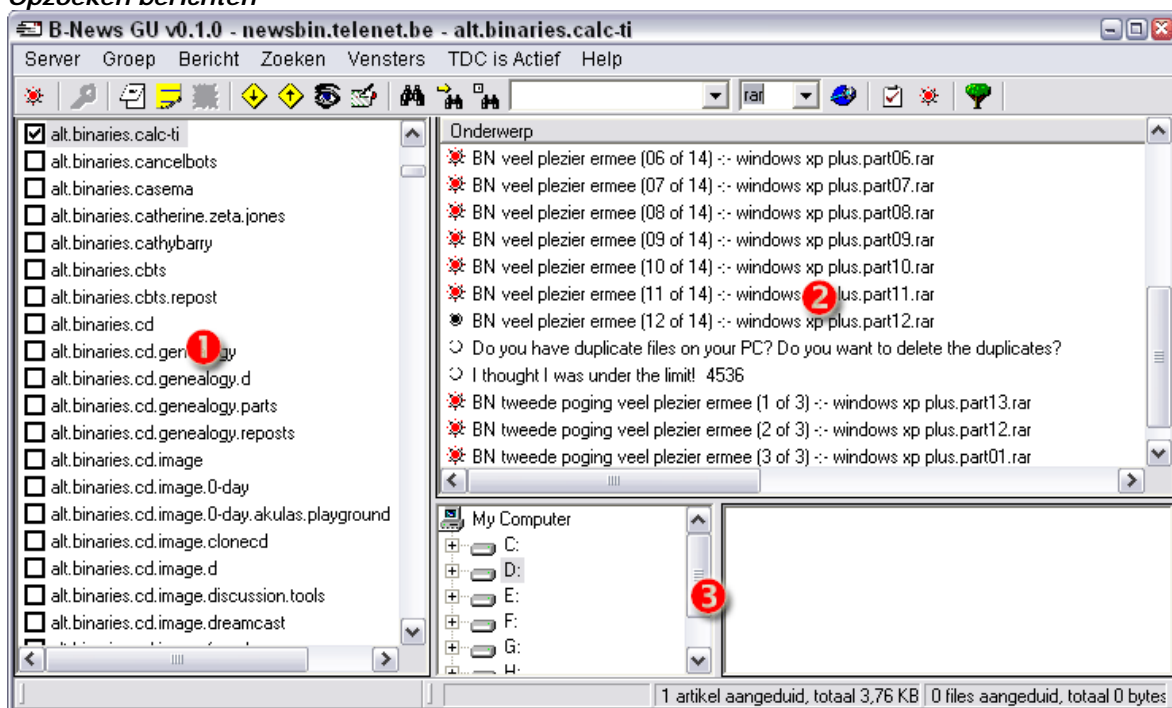 Opzoeken berichten
B-News GU v0.1.0 - newsbin.telenet.be - alt.binaries.calc-ti
Server Groep Bericht Zoeken Vensters TDC is Actief Help
rar
alt.binaries.calc-ti
alt.binaries.cancelbots
alt.binaries.casema
alt.binaries.catherine.zeta.jones
alt.binaries.cathybarry
alt.binaries.cbts
alt.binaries.cbts.repost
alt.binaries.cd
1
alt.binaries.cd.genealogy.d
alt.binaries.cd.genealogy.parts
alt.binaries.cd.genealogy.reposts
alt.binaries.cd.image
alt.binaries.cd.image.0-day
alt.binaries.cd.image.0-day.akulas.playground
alt.binaries.cd.image.clonecd
alt.binaries.cd.image.d
alt.binaries.cd.image.discussion.tools
alt.binaries.cd.image.dreamcast
Onderwerp
BN veel plezier ermee (06 of 14) -:- windows xp plus.part06.rar
BN veel plezier ermee (07 of 14) -:- windows xp plus.part07.rar
BN veel plezier ermee (08 of 14) -:- windows xp plus.part08.rar
BN veel plezier ermee (09 of 14) -:- windows xp plus.part09.rar
BN veel plezier ermee (10 of 14) -:- windows xp plus.part10.rar
BN veel plezier ermee (11 of 14) -:- windows xp plus.part11.rar
2
BN veel plezier ermee (12 of 14) -:- windows xp plus.part12.rar
Do you have duplicate files on your PC? Do you want to delete the duplicates?
I thought I was under the limit! 4536
BN tweede poging veel plezier ermee (1 of 3) -:- windows xp plus.part13.rar
BN tweede poging veel plezier ermee (2 of 3) -:- windows xp plus.part12.rar
BN tweede poging veel plezier ermee (3 of 3) -:- windows xp plus.part01.rar
My Computer
C:
D:
E:
3
F:
G:
H:
1 artikel aangeduid, totaal 3,76 KB
0 files aangeduid, totaal 0 bytes